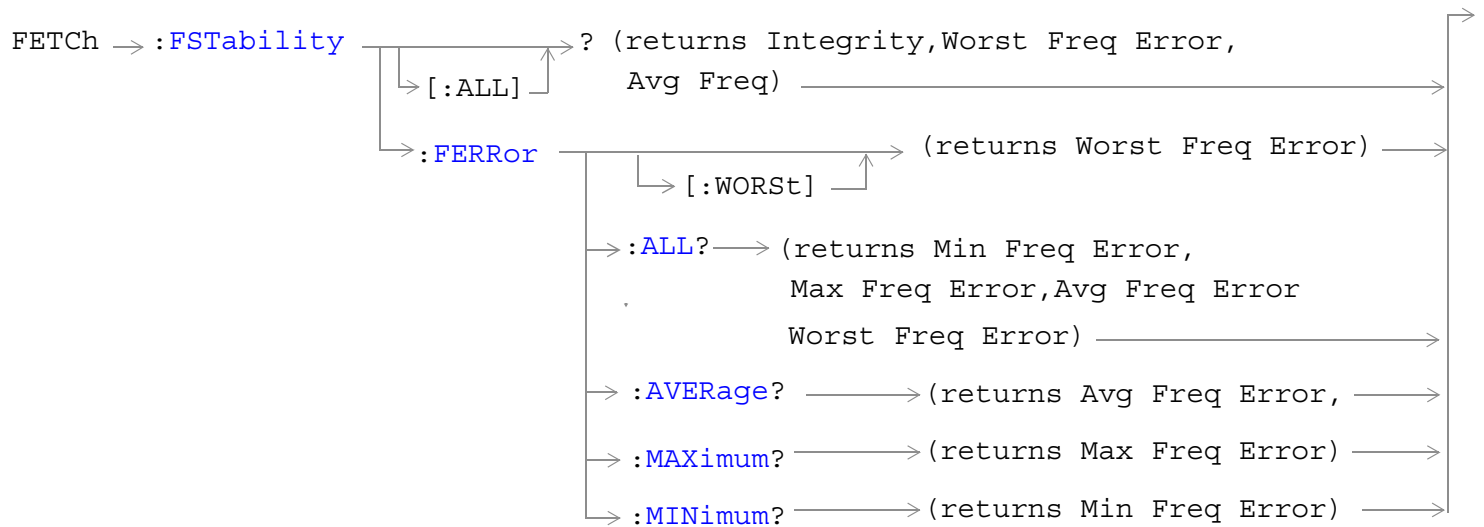 FETCh :FSTability ? (returns Integrity,Worst Freq Error,
[:ALL] Avg Freq)
:FERRor (returns Worst Freq Error)
[:WORSt]
:ALL? (returns Min Freq Error,
Max Freq Error,Avg Freq Error
Worst Freq Error)
:AVERage? (returns Avg Freq Error,
:MAXimum? (returns Max Freq Error)
:MINimum? (returns Min Freq Error)